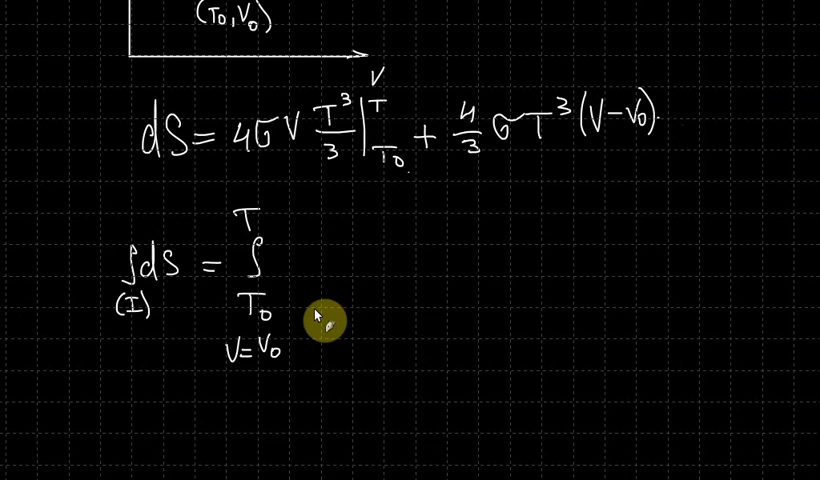 (T₀, V₀)
V
dS = 4σV T³/3 |_{T₀}^{T} + 4/3 σT³(V-V₀).
∫dS = ∫
(I)
T
T₀
V=V₀